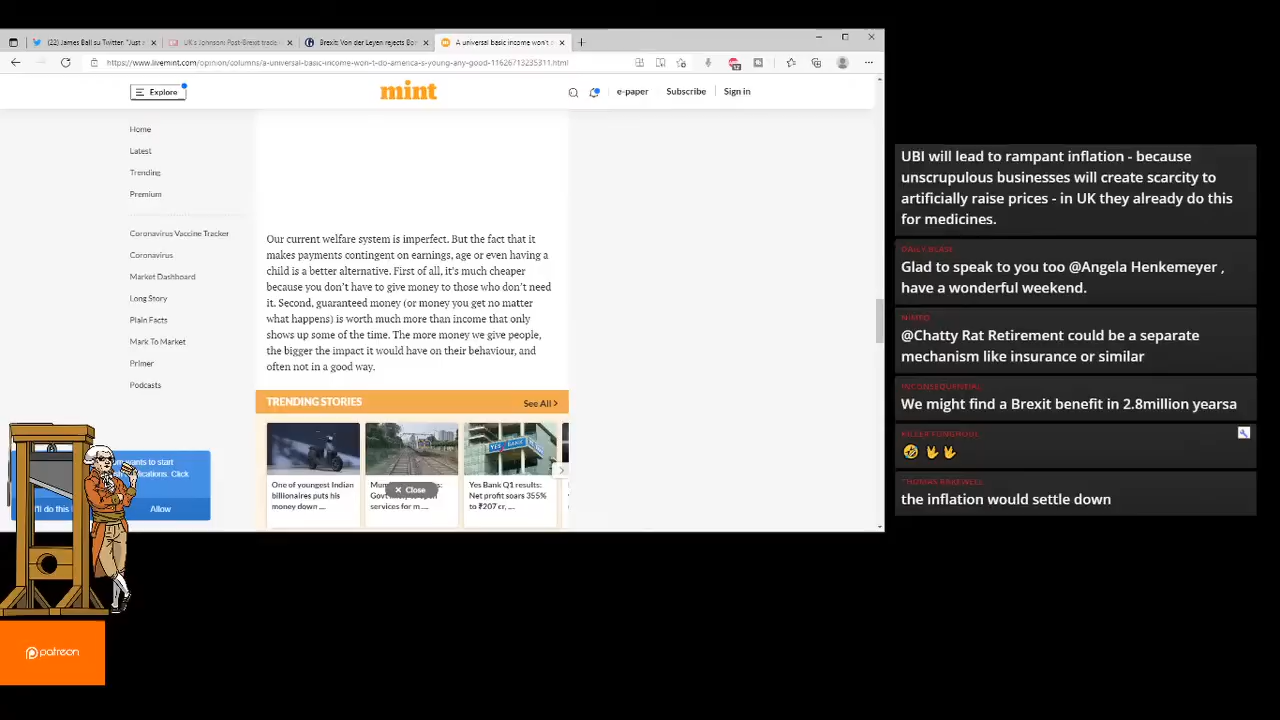 (22) James Ball su Twitter: "Just
UK's Johnson: Post-Brexit trade
Brexit: Von der Leyen rejects Bor
A universal basic income won't
https://www.livemint.com/opinion/columns/a-universal-basic-income-won-t-do-america-s-young-any-good-11626713235311.html
Explore
mint
e-paper
Subscribe
Sign in
Home
Latest
Trending
Premium
Coronavirus Vaccine Tracker
Coronavirus
Market Dashboard
Long Story
Plain Facts
Mark To Market
Primer
Podcasts
Our current welfare system is imperfect. But the fact that it
makes payments contingent on earnings, age or even having a
child is a better alternative. First of all, it's much cheaper
because you don't have to give money to those who don't need
it. Second, guaranteed money (or money you get no matter
what happens) is worth much more than income that only
shows up some of the time. The more money we give people,
the bigger the impact it would have on their behaviour, and
often not in a good way.
TRENDING STORIES
See All >
YES BANK
One of youngest Indian
billionaires puts his
money down ....
services for m ....
Close
Yes Bank Q1 results:
Net profit soars 355%
to ₹207 cr, ...
wants to start
Click
I'll do this
Allow
patreon
UBI will lead to rampant inflation - because
unscrupulous businesses will create scarcity to
artificially raise prices - in UK they already do this
for medicines.
DAILY BLASE
Glad to speak to you too @Angela Henkemeyer ,
have a wonderful weekend.
@Chatty Rat Retirement could be a separate
mechanism like insurance or similar
INCONSEQUENTIAL
We might find a Brexit benefit in 2.8million yearsa
🤣 🖖 🖖
THOMAS BAKEWELL
the inflation would settle down